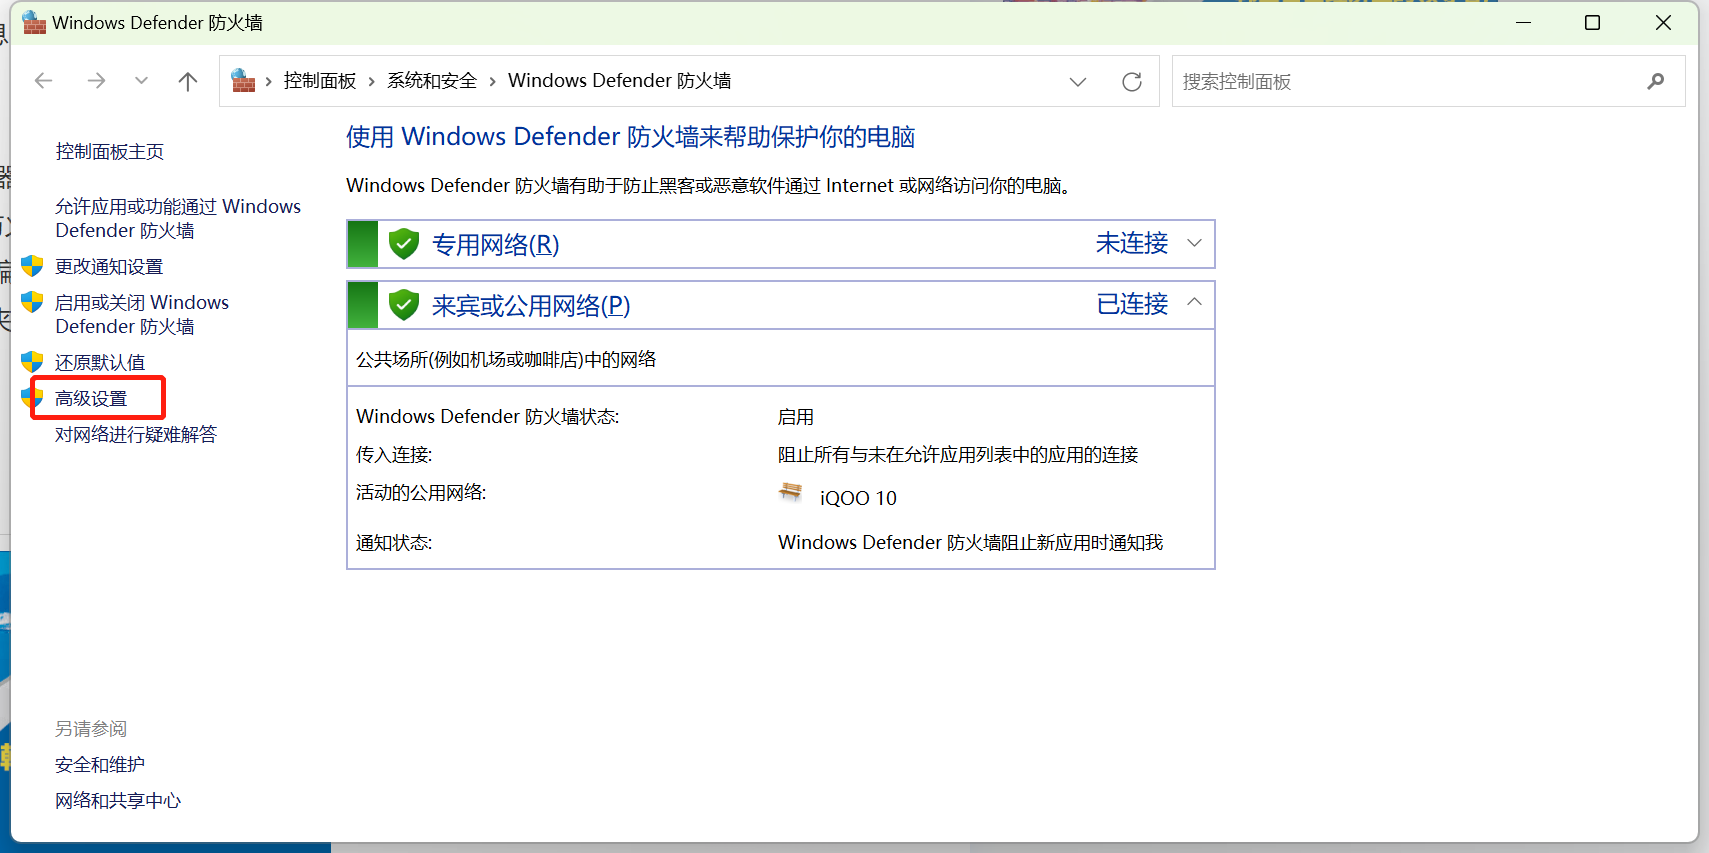 Windows Defender 防火墙
控制面板 › 系统和安全 › Windows Defender 防火墙
搜索控制面板
控制面板主页
允许应用或功能通过 Windows
Defender 防火墙
更改通知设置
启用或关闭 Windows
Defender 防火墙
还原默认值
高级设置
对网络进行疑难解答
另请参阅
安全和维护
网络和共享中心
使用 Windows Defender 防火墙来帮助保护你的电脑
Windows Defender 防火墙有助于防止黑客或恶意软件通过 Internet 或网络访问你的电脑。
专用网络(R) 未连接
来宾或公用网络(P) 已连接
公共场所(例如机场或咖啡店)中的网络
Windows Defender 防火墙状态: 启用
传入连接: 阻止所有与未在允许应用列表中的应用的连接
活动的公用网络: iQOO 10
通知状态: Windows Defender 防火墙阻止新应用时通知我